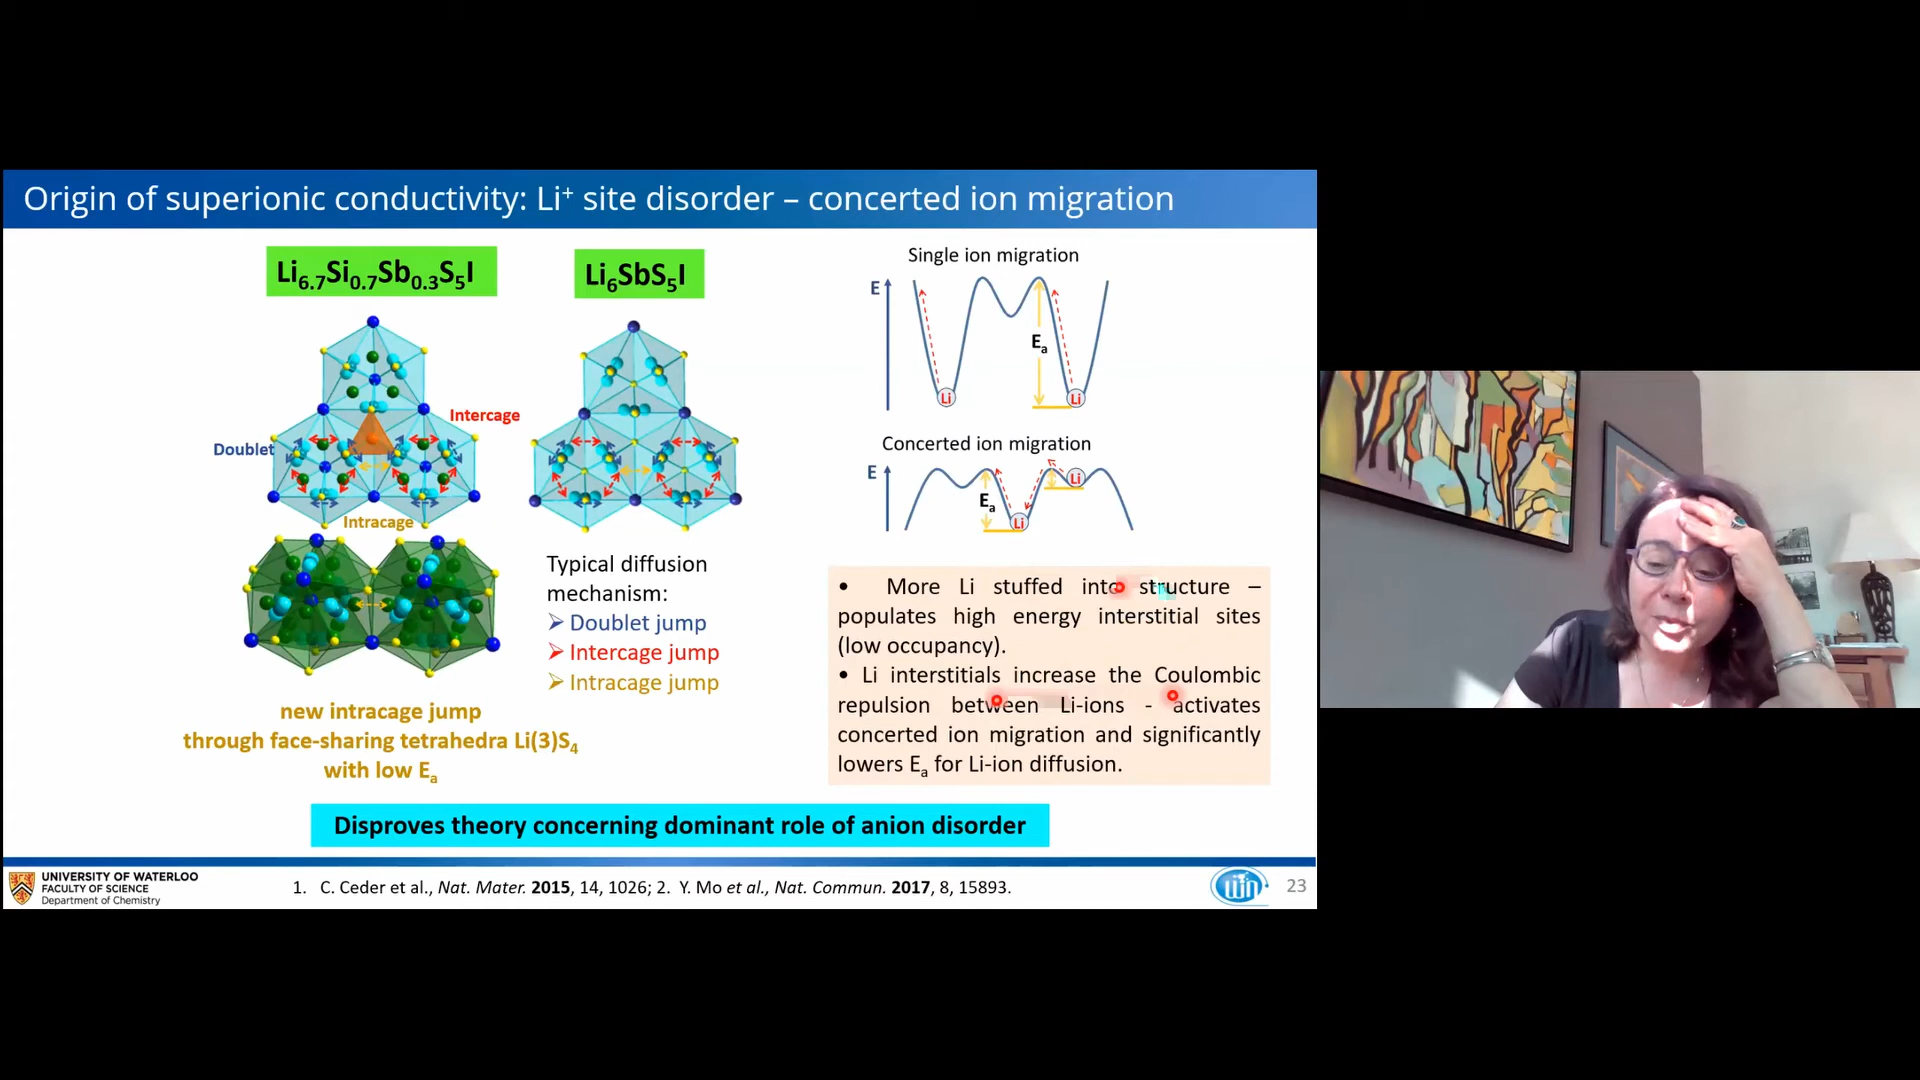 Origin of superionic conductivity: Li⁺ site disorder – concerted ion migration
Li₆.₇Si₀.₇Sb₀.₃S₅I
Li₆SbS₅I
Doublet
Intercage
Intracage
new intracage jump
through face-sharing tetrahedra Li(3)S₄
with low Eₐ
Typical diffusion
mechanism:
➢ Doublet jump
➢ Intercage jump
➢ Intracage jump
Single ion migration
E
Eₐ
Li
Li
Concerted ion migration
E
Eₐ
Li
Li
• More Li stuffed into structure –
populates high energy interstitial sites
(low occupancy).
• Li interstitials increase the Coulombic
repulsion between Li-ions - activates
concerted ion migration and significantly
lowers Eₐ for Li-ion diffusion.
Disproves theory concerning dominant role of anion disorder
UNIVERSITY OF WATERLOO
FACULTY OF SCIENCE
Department of Chemistry
1. C. Ceder et al., Nat. Mater. 2015, 14, 1026; 2. Y. Mo et al., Nat. Commun. 2017, 8, 15893.
win
23